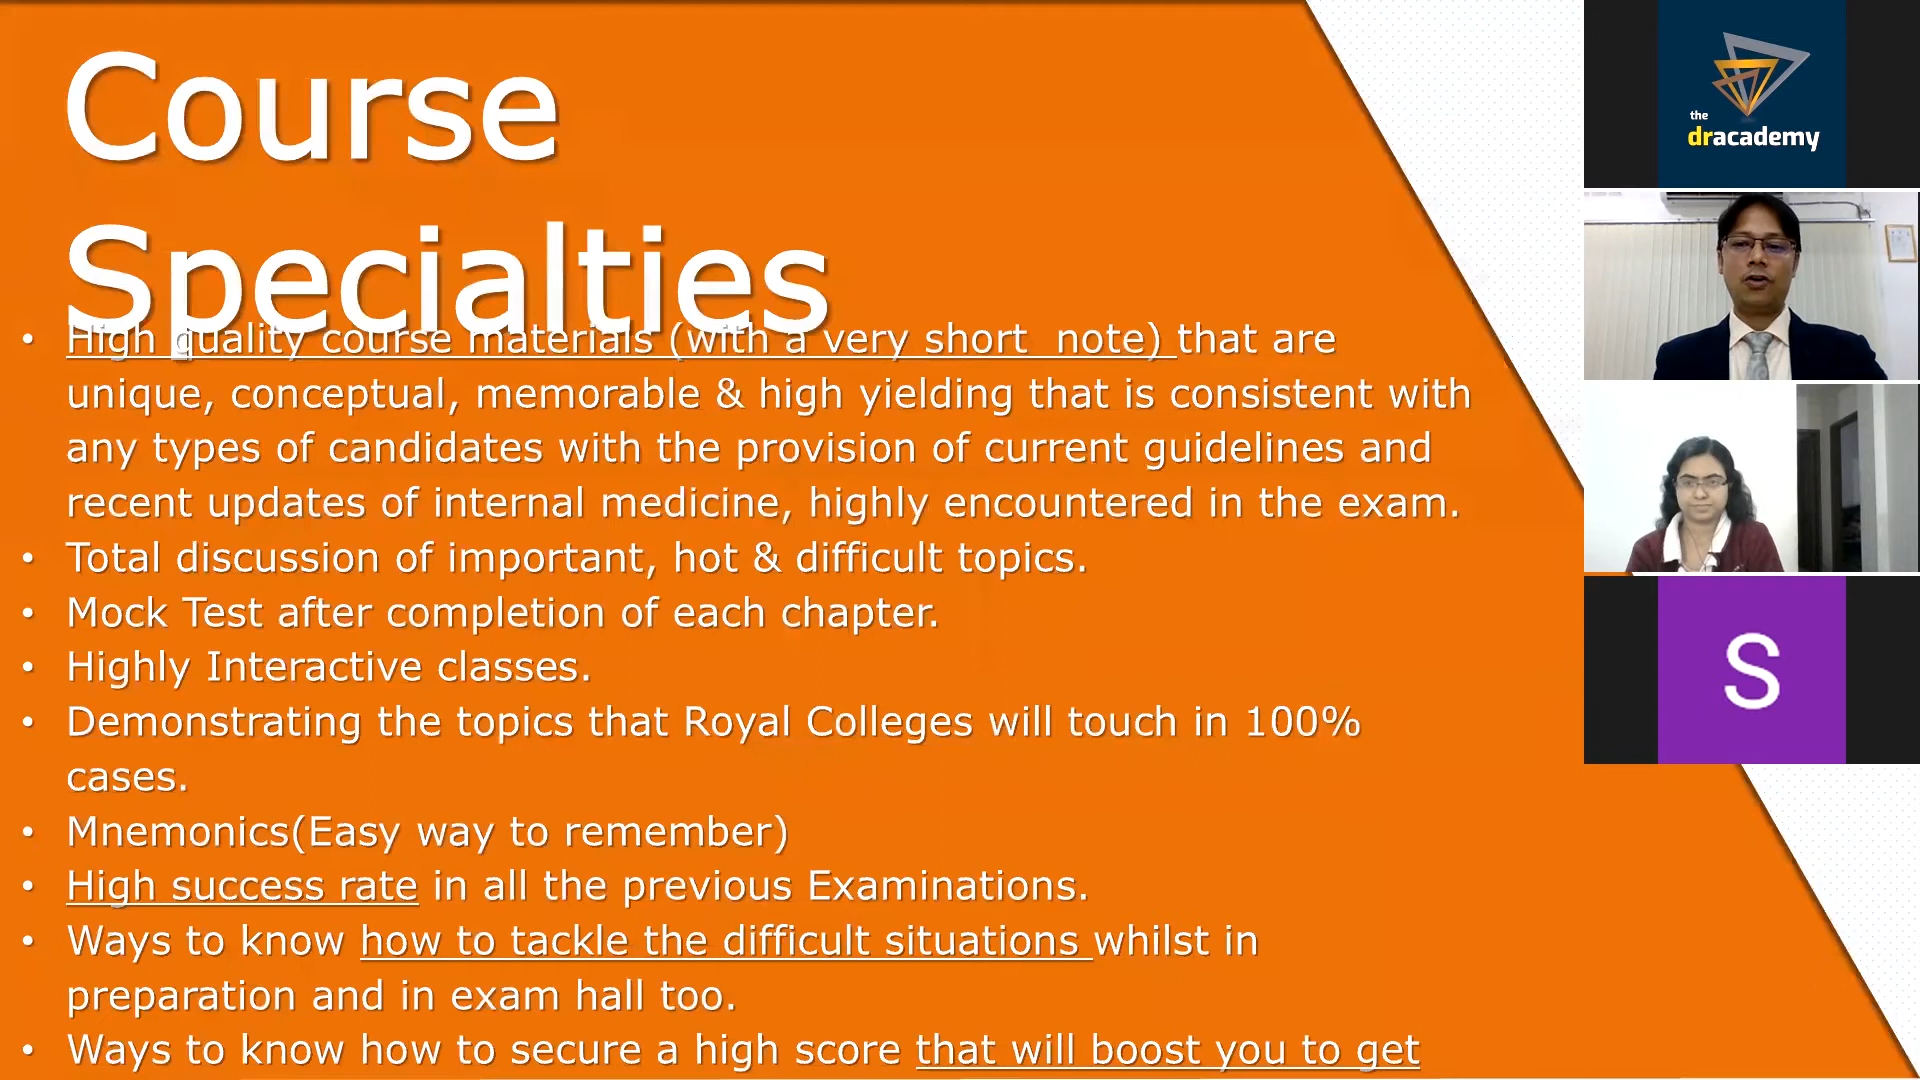 Course
Specialties
• High quality course materials (with a very short note) that are
unique, conceptual, memorable & high yielding that is consistent with
any types of candidates with the provision of current guidelines and
recent updates of internal medicine, highly encountered in the exam.
• Total discussion of important, hot & difficult topics.
• Mock Test after completion of each chapter.
• Highly Interactive classes.
• Demonstrating the topics that Royal Colleges will touch in 100%
cases.
• Mnemonics(Easy way to remember)
• High success rate in all the previous Examinations.
• Ways to know how to tackle the difficult situations whilst in
preparation and in exam hall too.
• Ways to know how to secure a high score that will boost you to get
the
dracademy
S